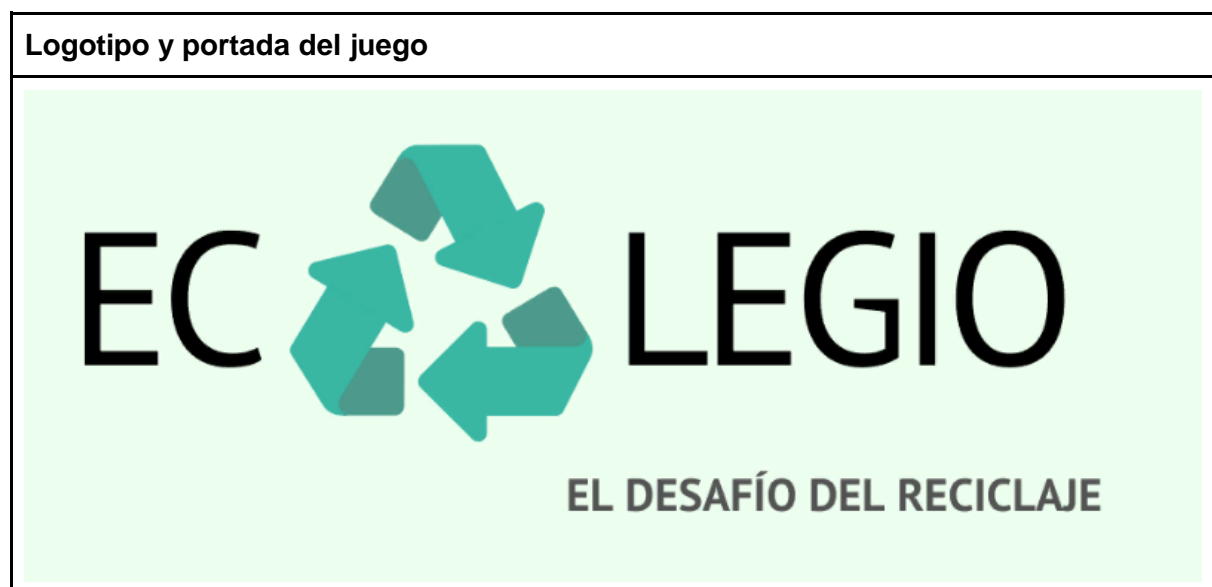 Logotipo y portada del juego
EC LEGIO
EL DESAFÍO DEL RECICLAJE